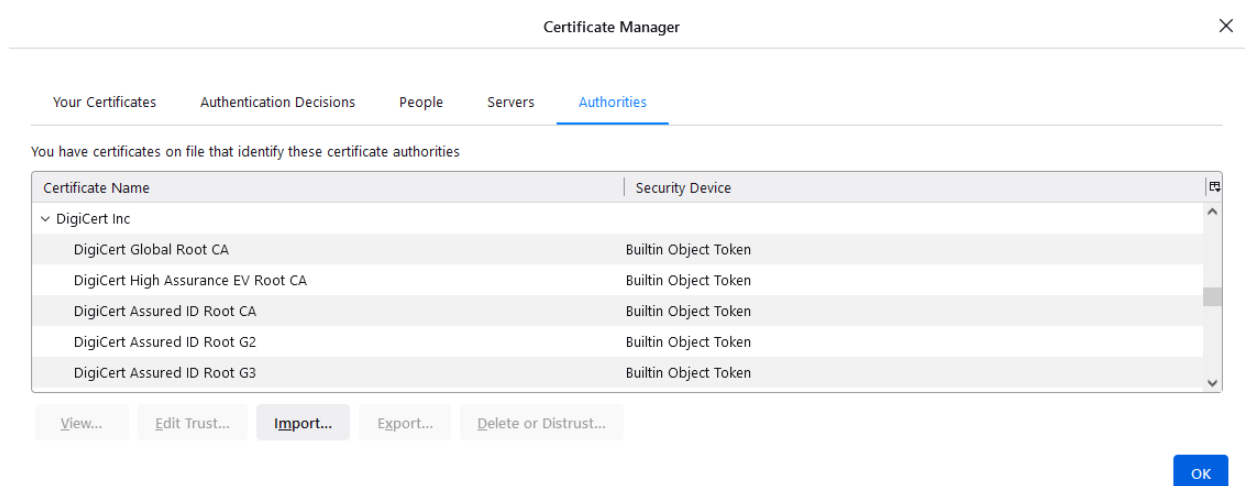 Certificate Manager
Your Certificates Authentication Decisions People Servers Authorities
You have certificates on file that identify these certificate authorities
Certificate Name Security Device
DigiCert Inc
DigiCert Global Root CA Builtin Object Token
DigiCert High Assurance EV Root CA Builtin Object Token
DigiCert Assured ID Root CA Builtin Object Token
DigiCert Assured ID Root G2 Builtin Object Token
DigiCert Assured ID Root G3 Builtin Object Token
View... Edit Trust... Import... Export... Delete or Distrust...
OK